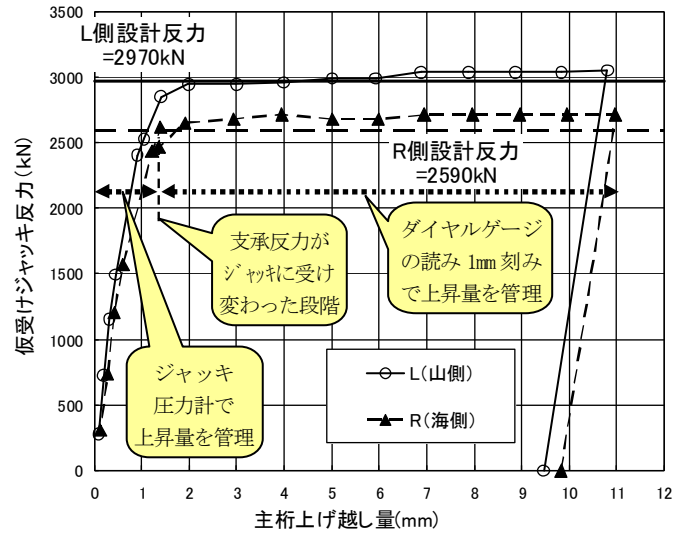 L側設計反力
=2970kN
3500
3000
2500
2000
1500
1000
500
0
仮受けジャッキ反力(kN)
R側設計反力
=2590kN
支承反力が
ジャッキに受け
変わった段階
ダイヤルゲージ
の読み 1mm 刻み
で上昇量を管理
ジャッキ
圧力計で
上昇量を管理
L(山側)
R(海側)
0 1 2 3 4 5 6 7 8 9 10 11 12
主桁上げ越し量(mm)